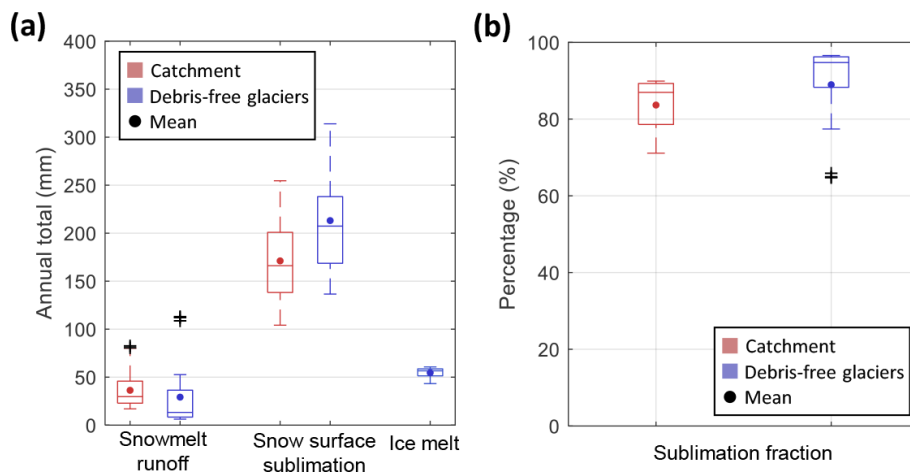 (a)
400
350
300
250
200
150
100
50
0
Annual total (mm)
Catchment
Debris-free glaciers
Mean
Snowmelt
runoff
Snow surface
sublimation
Ice melt
(b)
100
80
60
40
20
0
Percentage (%)
Catchment
Debris-free glaciers
Mean
Sublimation fraction